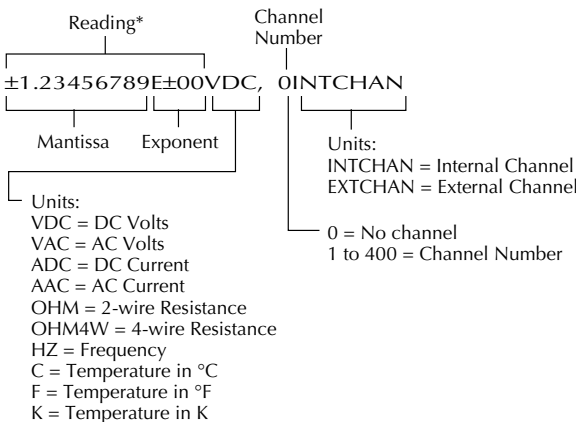 Reading*
Channel
Number
±1.23456789E±00VDC, 0INTCHAN
Mantissa
Exponent
Units:
INTCHAN = Internal Channel
EXTCHAN = External Channel
0 = No channel
1 to 400 = Channel Number
Units:
VDC = DC Volts
VAC = AC Volts
ADC = DC Current
AAC = AC Current
OHM = 2-wire Resistance
OHM4W = 4-wire Resistance
HZ = Frequency
C = Temperature in °C
F = Temperature in °F
K = Temperature in K